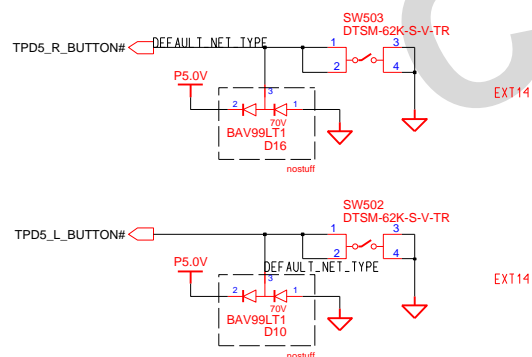 SW503
DTSM-62K-S-V-TR
TPD5_R_BUTTON#
DEFAULT_NET_TYPE
1
3
2
4
P5.0V
3
2
1
70V
BAV99LT1
D16
nostuff
EXT14
SW502
DTSM-62K-S-V-TR
TPD5_L_BUTTON#
1
3
2
4
P5.0V
DEFAULT_NET_TYPE
3
2
1
70V
BAV99LT1
D10
nostuff
EXT14